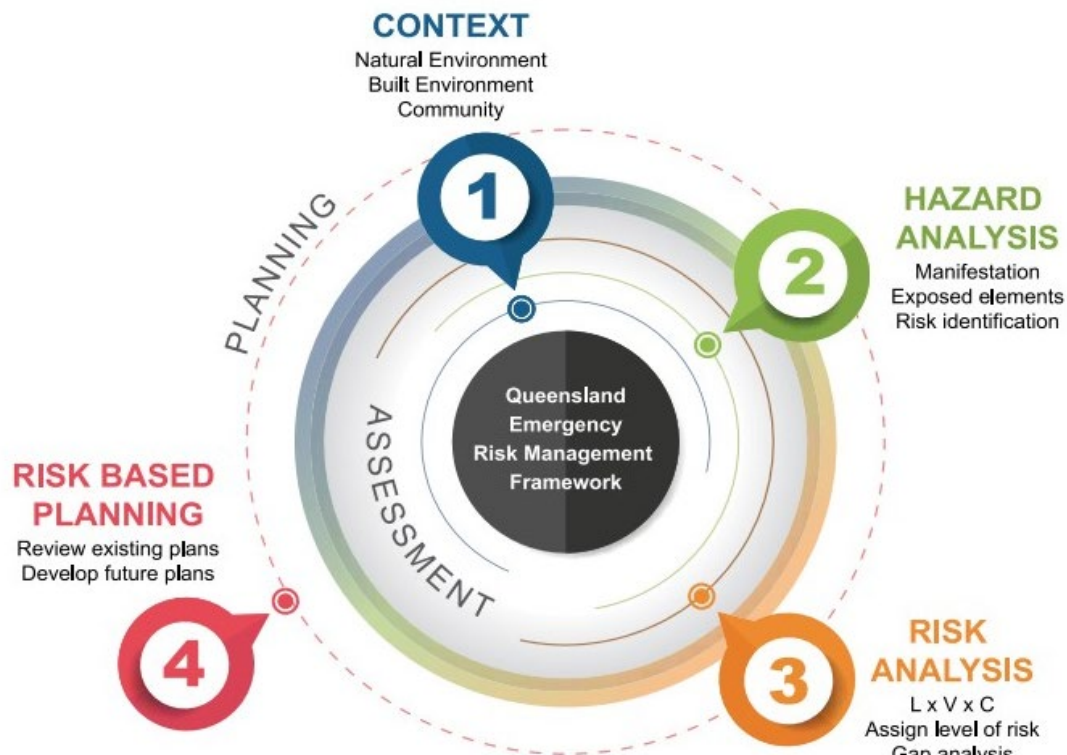 CONTEXT
Natural Environment
Built Environment
Community
1
PLANNING
HAZARD
ANALYSIS
Manifestation
Exposed elements
Risk identification
2
Queensland
Emergency
Risk Management
Framework
ASSESSMENT
RISK BASED
PLANNING
Review existing plans
Develop future plans
4
3
RISK
ANALYSIS
L x V x C
Assign level of risk
Gap analysis